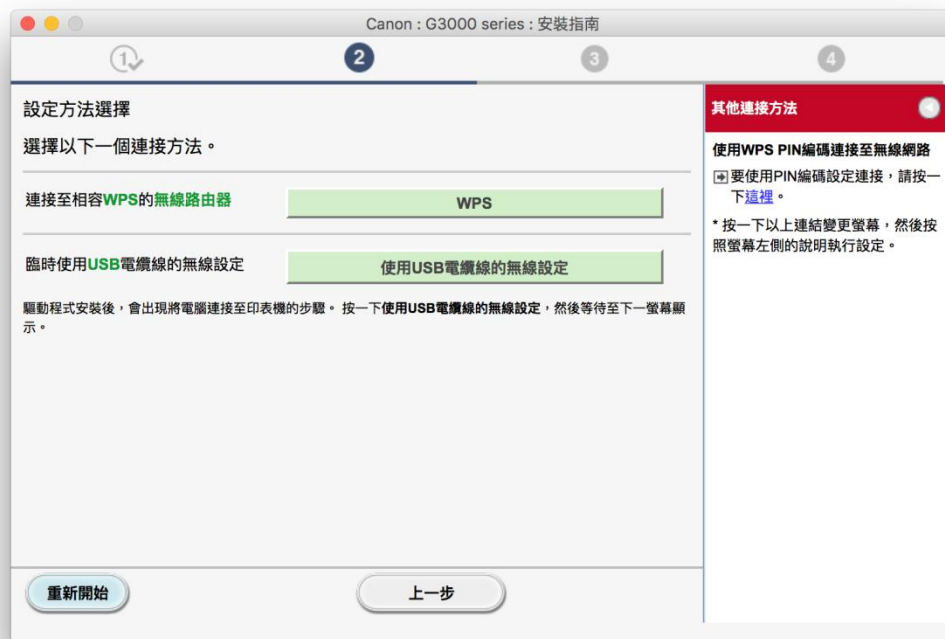 Canon : G3000 series : 安裝指南
1
2
3
4
設定方法選擇
選擇以下一個連接方法。
連接至相容WPS的無線路由器
WPS
臨時使用USB電纜線的無線設定
使用USB電纜線的無線設定
驅動程式安裝後，會出現將電腦連接至印表機的步驟。 按一下使用USB電纜線的無線設定，然後等待至下一螢幕顯
示。
重新開始
上一步
其他連接方法
使用WPS PIN編碼連接至無線網路
要使用PIN編碼設定連接，請按一
下這裡。
* 按一下以上連結變更螢幕，然後按
照螢幕左側的說明執行設定。